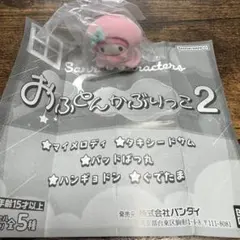 Sanrio characters
おふとんかぶりっこ2
★マイメロディ ★タキシードサム
★バッドばつ丸
★ハンギョドン ★ぐでたま
年齢15才以上
全5種
発売元 株式会社バンダイ